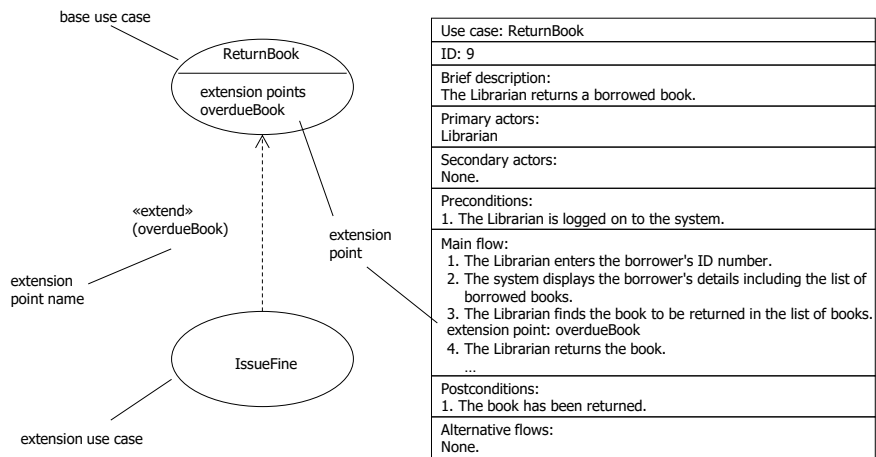 base use case
ReturnBook
extension points
overdueBook
«extend»
(overdueBook)
extension
point
extension
point name
IssueFine
extension use case
Use case: ReturnBook
ID: 9
Brief description:
The Librarian returns a borrowed book.
Primary actors:
Librarian
Secondary actors:
None.
Preconditions:
1. The Librarian is logged on to the system.
Main flow:
1. The Librarian enters the borrower's ID number.
2. The system displays the borrower's details including the list of
borrowed books.
3. The Librarian finds the book to be returned in the list of books.
extension point: overdueBook
4. The Librarian returns the book.
…
Postconditions:
1. The book has been returned.
Alternative flows:
None.